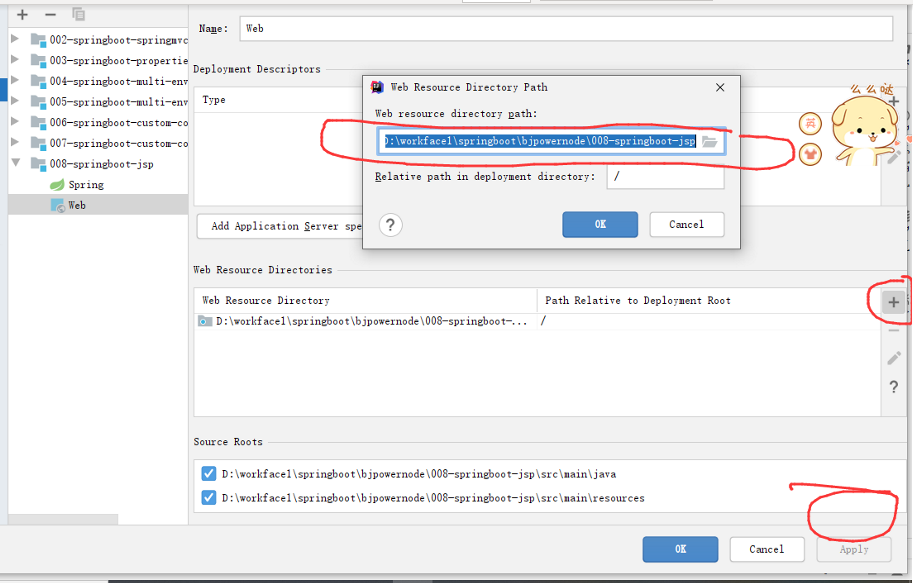 Name: Web
002-springboot-springmvc
003-springboot-propertie
004-springboot-multi-env
005-springboot-multi-env
006-springboot-custom-co
007-springboot-custom-co
008-springboot-jsp
Spring
Web
Deployment Descriptors
Type
Web Resource Directory Path
Web resource directory path:
D:\workface1\springboot\bjpowernode\008-springboot-jsp
Relative path in deployment directory: /
? OK Cancel
么么哒
英
Add Application Server spe
Web Resource Directories
Web Resource Directory Path Relative to Deployment Root
D:\workface1\springboot\bjpowernode\008-springboot-... /
?
Source Roots
D:\workface1\springboot\bjpowernode\008-springboot-jsp\src\main\java
D:\workface1\springboot\bjpowernode\008-springboot-jsp\src\main\resources
OK Cancel Apply